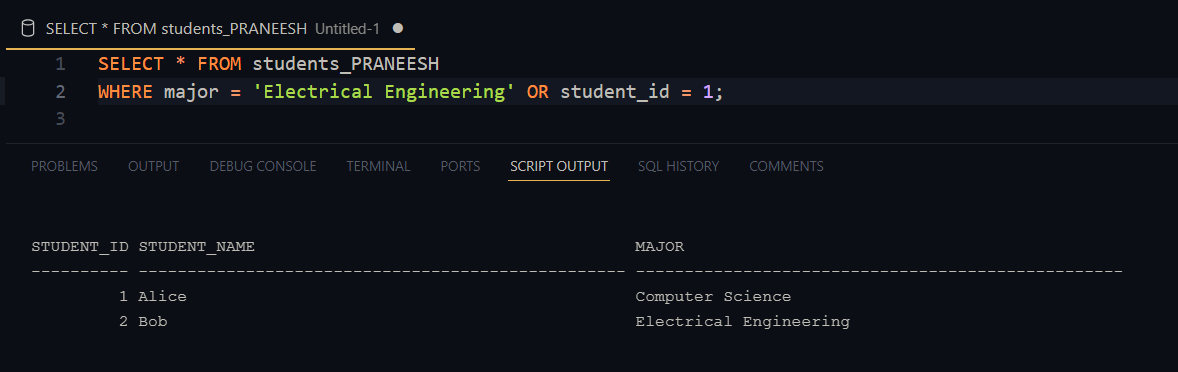 SELECT * FROM students_PRANEESH Untitled-1
1 SELECT * FROM students_PRANEESH
2 WHERE major = 'Electrical Engineering' OR student_id = 1;
3
PROBLEMS OUTPUT DEBUG CONSOLE TERMINAL PORTS SCRIPT OUTPUT SQL HISTORY COMMENTS
STUDENT_ID STUDENT_NAME MAJOR
---------- -------------------------------------------------- --------------------------------------------------
1 Alice Computer Science
2 Bob Electrical Engineering